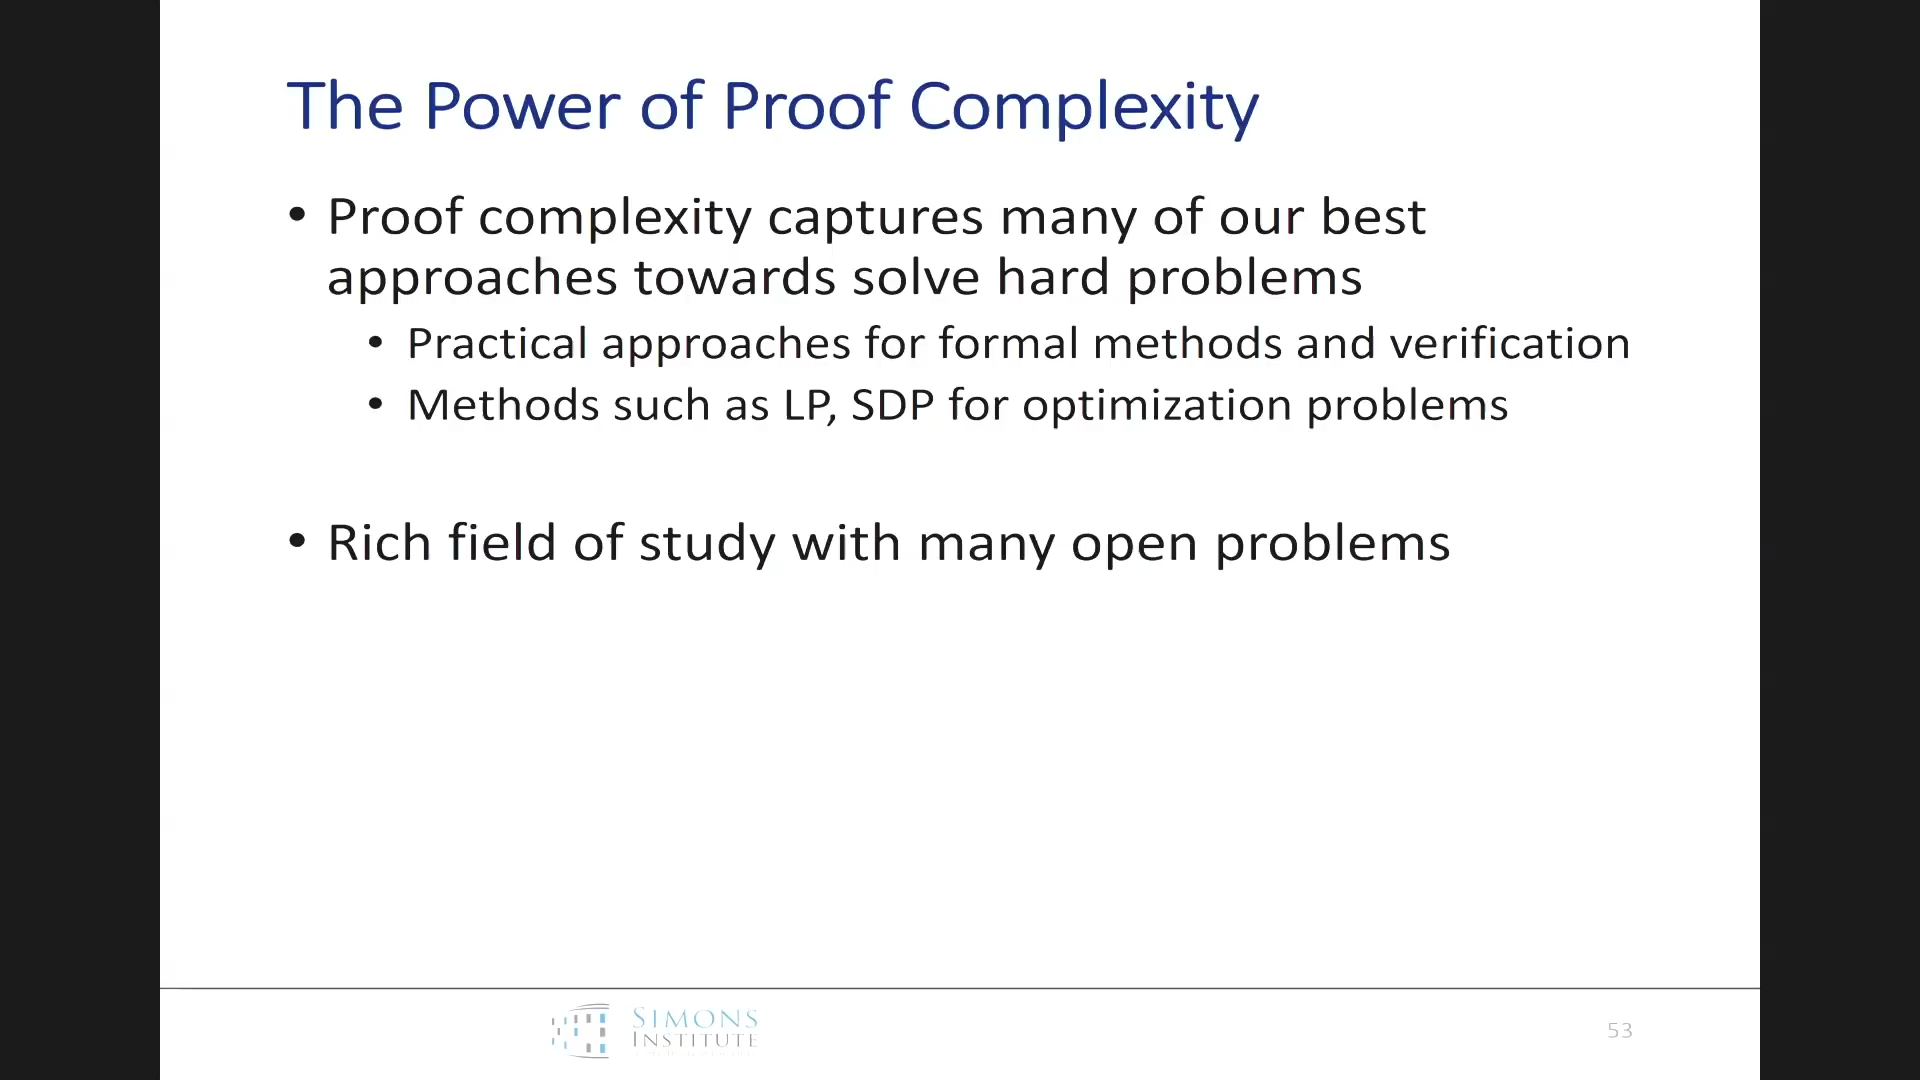 The Power of Proof Complexity
• Proof complexity captures many of our best
approaches towards solve hard problems
• Practical approaches for formal methods and verification
• Methods such as LP, SDP for optimization problems
• Rich field of study with many open problems
SIMONS
INSTITUTE
53